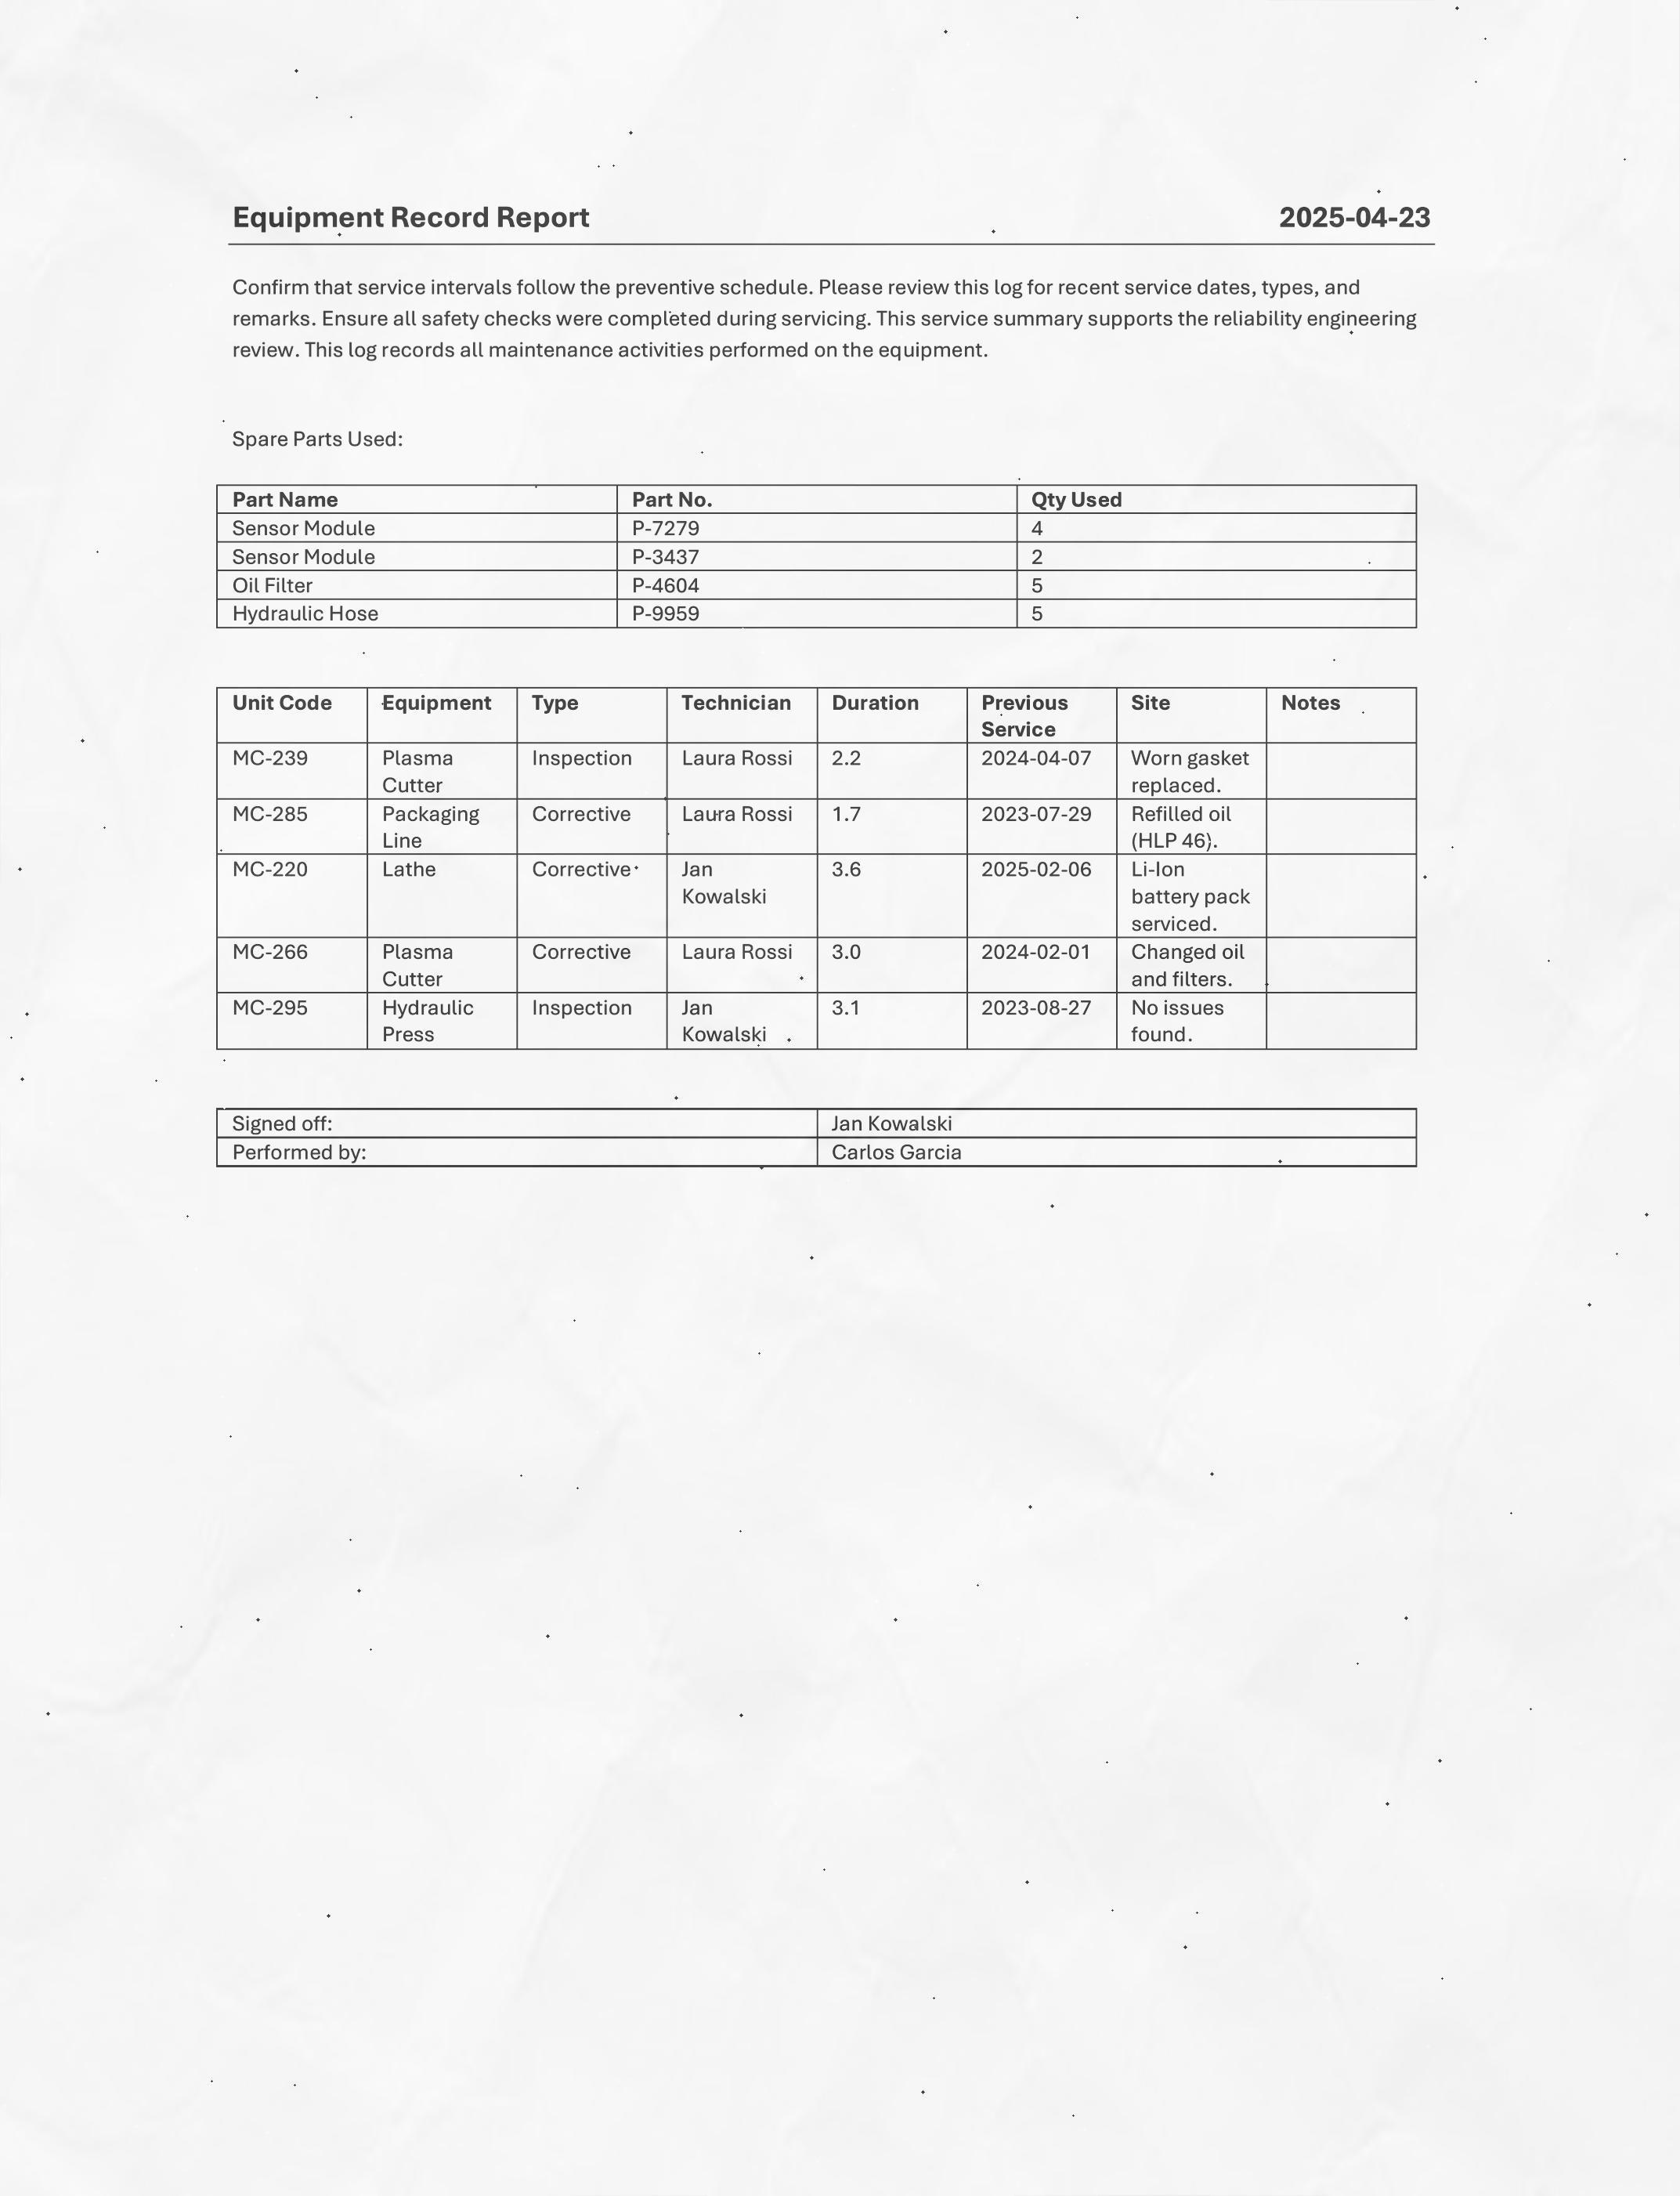 Equipment Record Report 2025-04-23
Confirm that service intervals follow the preventive schedule. Please review this log for recent service dates, types, and
remarks. Ensure all safety checks were completed during servicing. This service summary supports the reliability engineering
review. This log records all maintenance activities performed on the equipment.
Spare Parts Used:
Part Name Part No. Qty Used
Sensor Module P-7279 4
Sensor Module P-3437 2
Oil Filter P-4604 5
Hydraulic Hose P-9959 5
Unit Code Equipment Type Technician Duration Previous Site Notes
Service
MC-239 Plasma Inspection Laura Rossi 2.2 2024-04-07 Worn gasket
Cutter replaced.
MC-285 Packaging Corrective Laura Rossi 1.7 2023-07-29 Refilled oil
Line (HLP 46).
MC-220 Lathe Corrective Jan 3.6 2025-02-06 Li-Ion
Kowalski battery pack
serviced.
MC-266 Plasma Corrective Laura Rossi 3.0 2024-02-01 Changed oil
Cutter and filters.
MC-295 Hydraulic Inspection Jan 3.1 2023-08-27 No issues
Press Kowalski found.
Signed off: Jan Kowalski
Performed by: Carlos Garcia